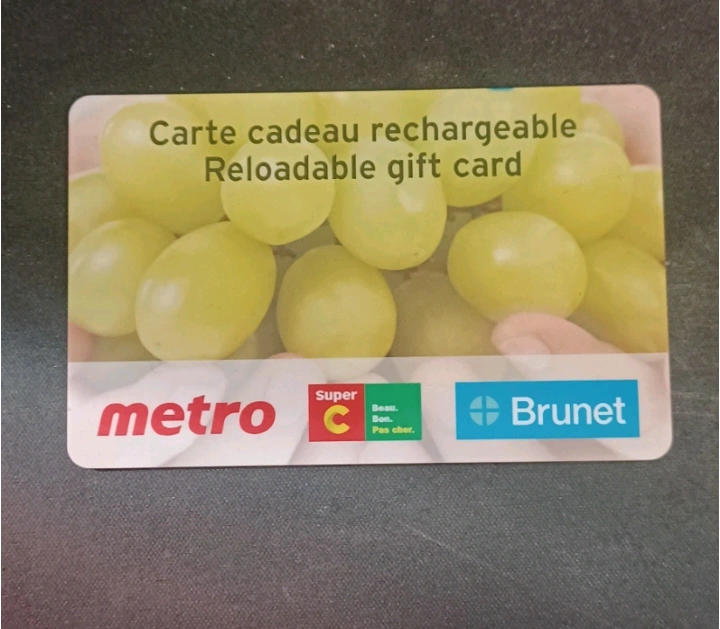 Carte cadeau rechargeable
Reloadable gift card
metro
Super
C
Beau.
Bon.
Pas cher.
Brunet